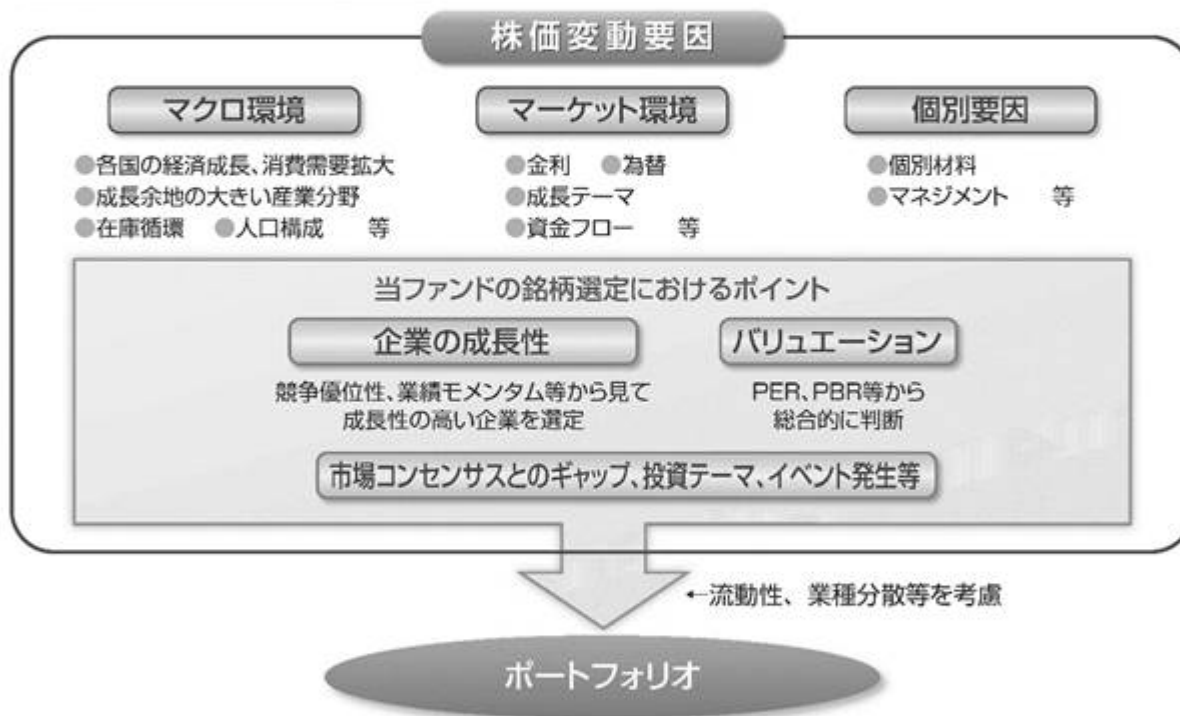 株価変動要因
マクロ環境
●各国の経済成長、消費需要拡大
●成長余地の大きい産業分野
●在庫循環 ●人口構成 等
マーケット環境
●金利 ●為替
●成長テーマ
●資金フロー 等
個別要因
●個別材料
●マネジメント 等
当ファンドの銘柄選定におけるポイント
企業の成長性
競争優位性、業績モメンタム等から見て
成長性の高い企業を選定
バリュエーション
PER、PBR等から
総合的に判断
市場コンセンサスとのギャップ、投資テーマ、イベント発生等
←流動性、業種分散等を考慮
ポートフォリオ